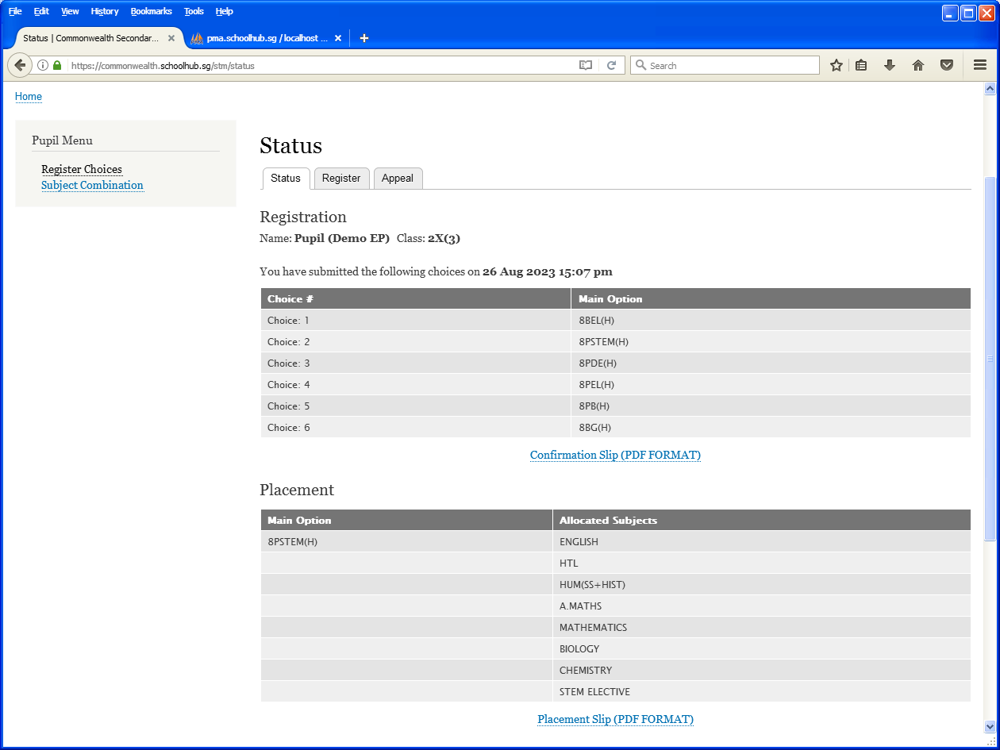 File Edit View History Bookmarks Tools Help
Status | Commonwealth Secondar... pma.schoolhub.sg / localhost ...
https://commonwealth.schoolhub.sg/stm/status Search
Home
Pupil Menu
Register Choices
Subject Combination
Status
Status Register Appeal
Registration
Name: Pupil (Demo EP) Class: 2X(3)
You have submitted the following choices on 26 Aug 2023 15:07 pm
Choice # Main Option
Choice: 1 8BEL(H)
Choice: 2 8PSTEM(H)
Choice: 3 8PDE(H)
Choice: 4 8PEL(H)
Choice: 5 8PB(H)
Choice: 6 8BG(H)
Confirmation Slip (PDF FORMAT)
Placement
Main Option Allocated Subjects
8PSTEM(H) ENGLISH
HTL
HUM(SS+HIST)
A.MATHS
MATHEMATICS
BIOLOGY
CHEMISTRY
STEM ELECTIVE
Placement Slip (PDF FORMAT)